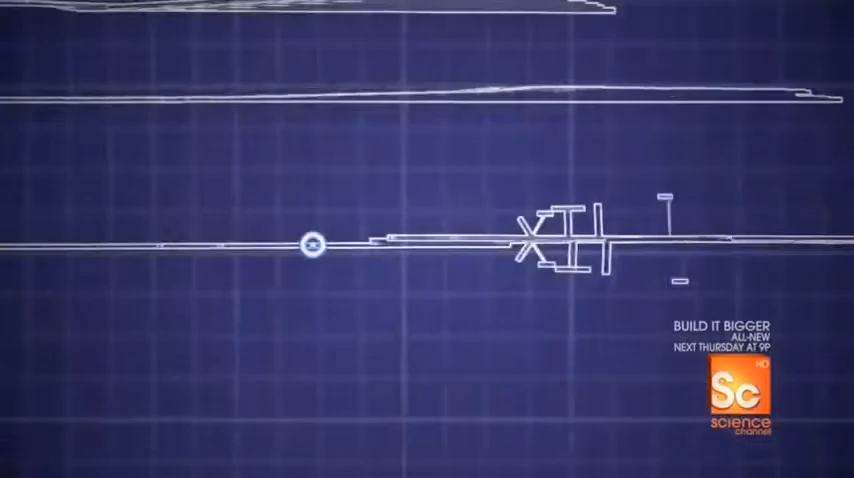 BUILD IT BIGGER
ALL-NEW
NEXT THURSDAY AT 9P
HD
Sc
science
channel